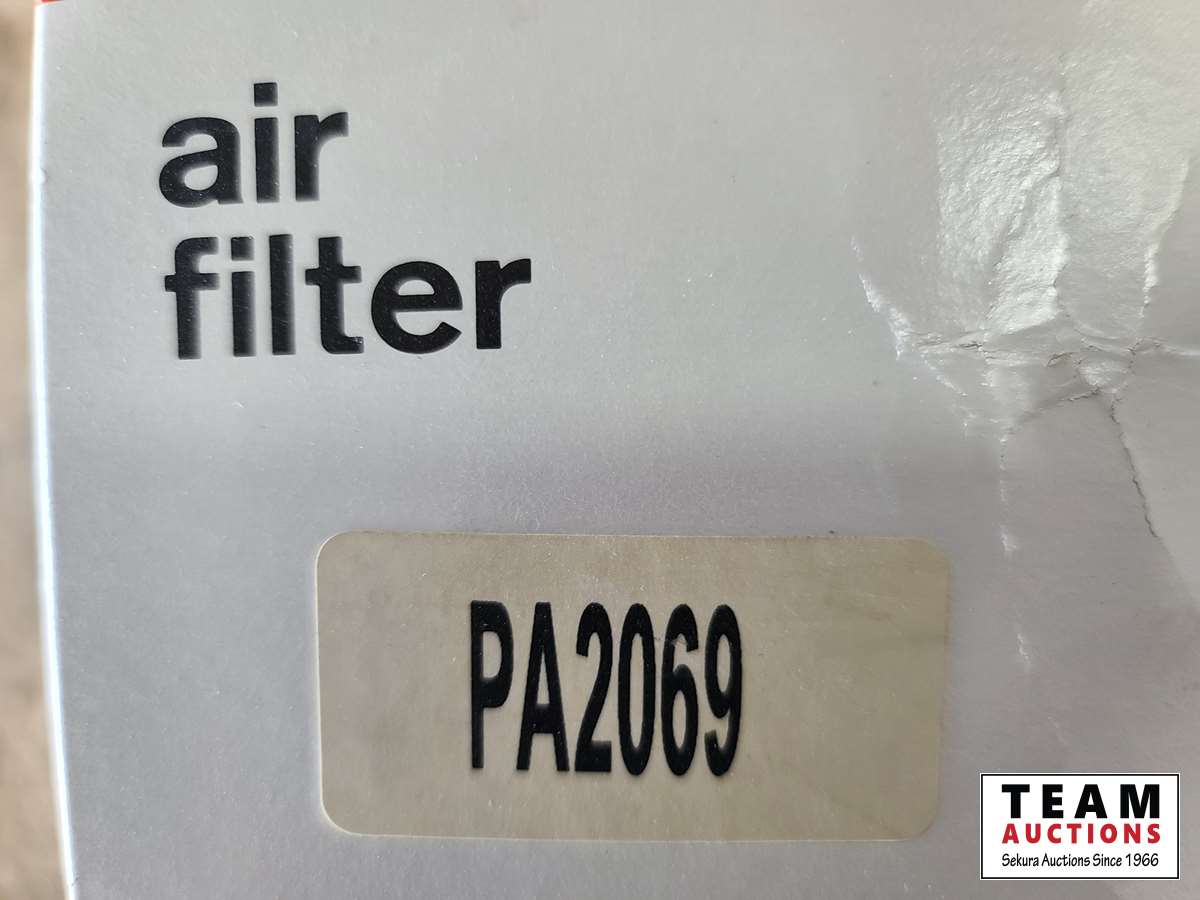 air
filter
PA2069
TEAM
AUCTIONS
Sekura Auctions Since 1966